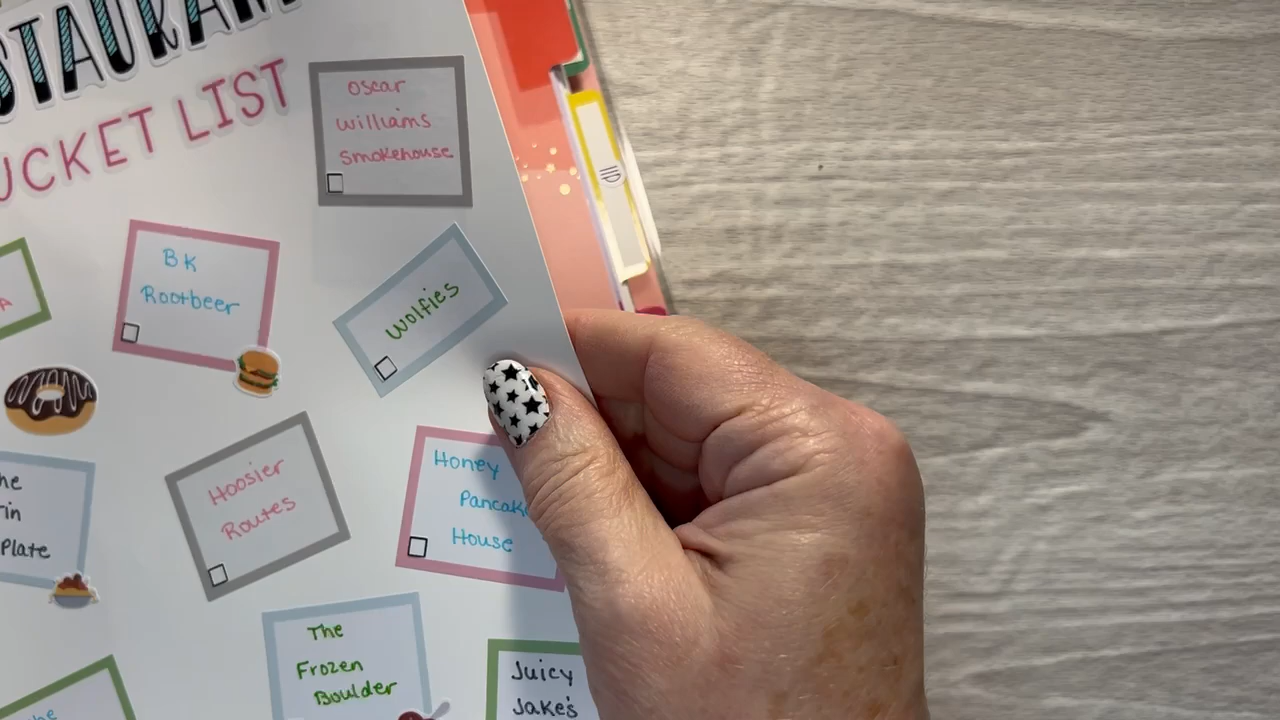 STAURAN
UCKET LIST
Oscar
Williams
Smokehouse
BK
Rootbeer
Wolfies
Hoosier
Routes
Honey
Pancak
House
Plate
The
Frozen
Boulder
Juicy
Jake's